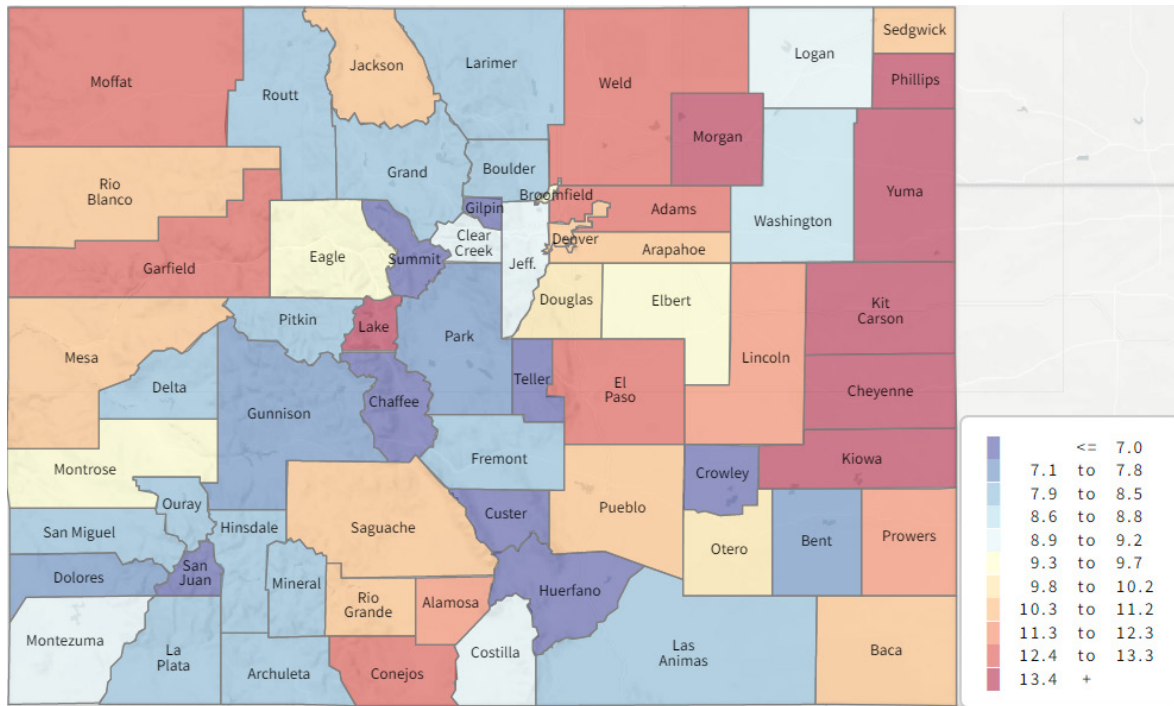 Sedgwick
Logan
Larimer
Jackson
Moffat
Weld
Phillips
Routt
Morgan
Grand
Boulder
Rio
Blanco
Yuma
Broomfield
Gilpin
Adams
Washington
Clear
Creek
Denver
Arapahoe
Eagle
Summit
Jeff.
Garfield
Douglas
Elbert
Kit
Carson
Pitkin
Lake
Park
Mesa
Lincoln
Teller
El
Paso
Delta
Cheyenne
Chaffee
Gunnison
Fremont
Kiowa
Montrose
Crowley
Ouray
Custer
Pueblo
Hinsdale
Saguache
San Miguel
Prowers
Bent
Otero
San
Juan
Dolores
Mineral
Huerfano
Rio
Grande
Alamosa
Montezuma
La
Plata
Costilla
Las
Animas
Baca
Archuleta
Conejos
<= 7.0
7.1 to 7.8
7.9 to 8.5
8.6 to 8.8
8.9 to 9.2
9.3 to 9.7
9.8 to 10.2
10.3 to 11.2
11.3 to 12.3
12.4 to 13.3
13.4 +